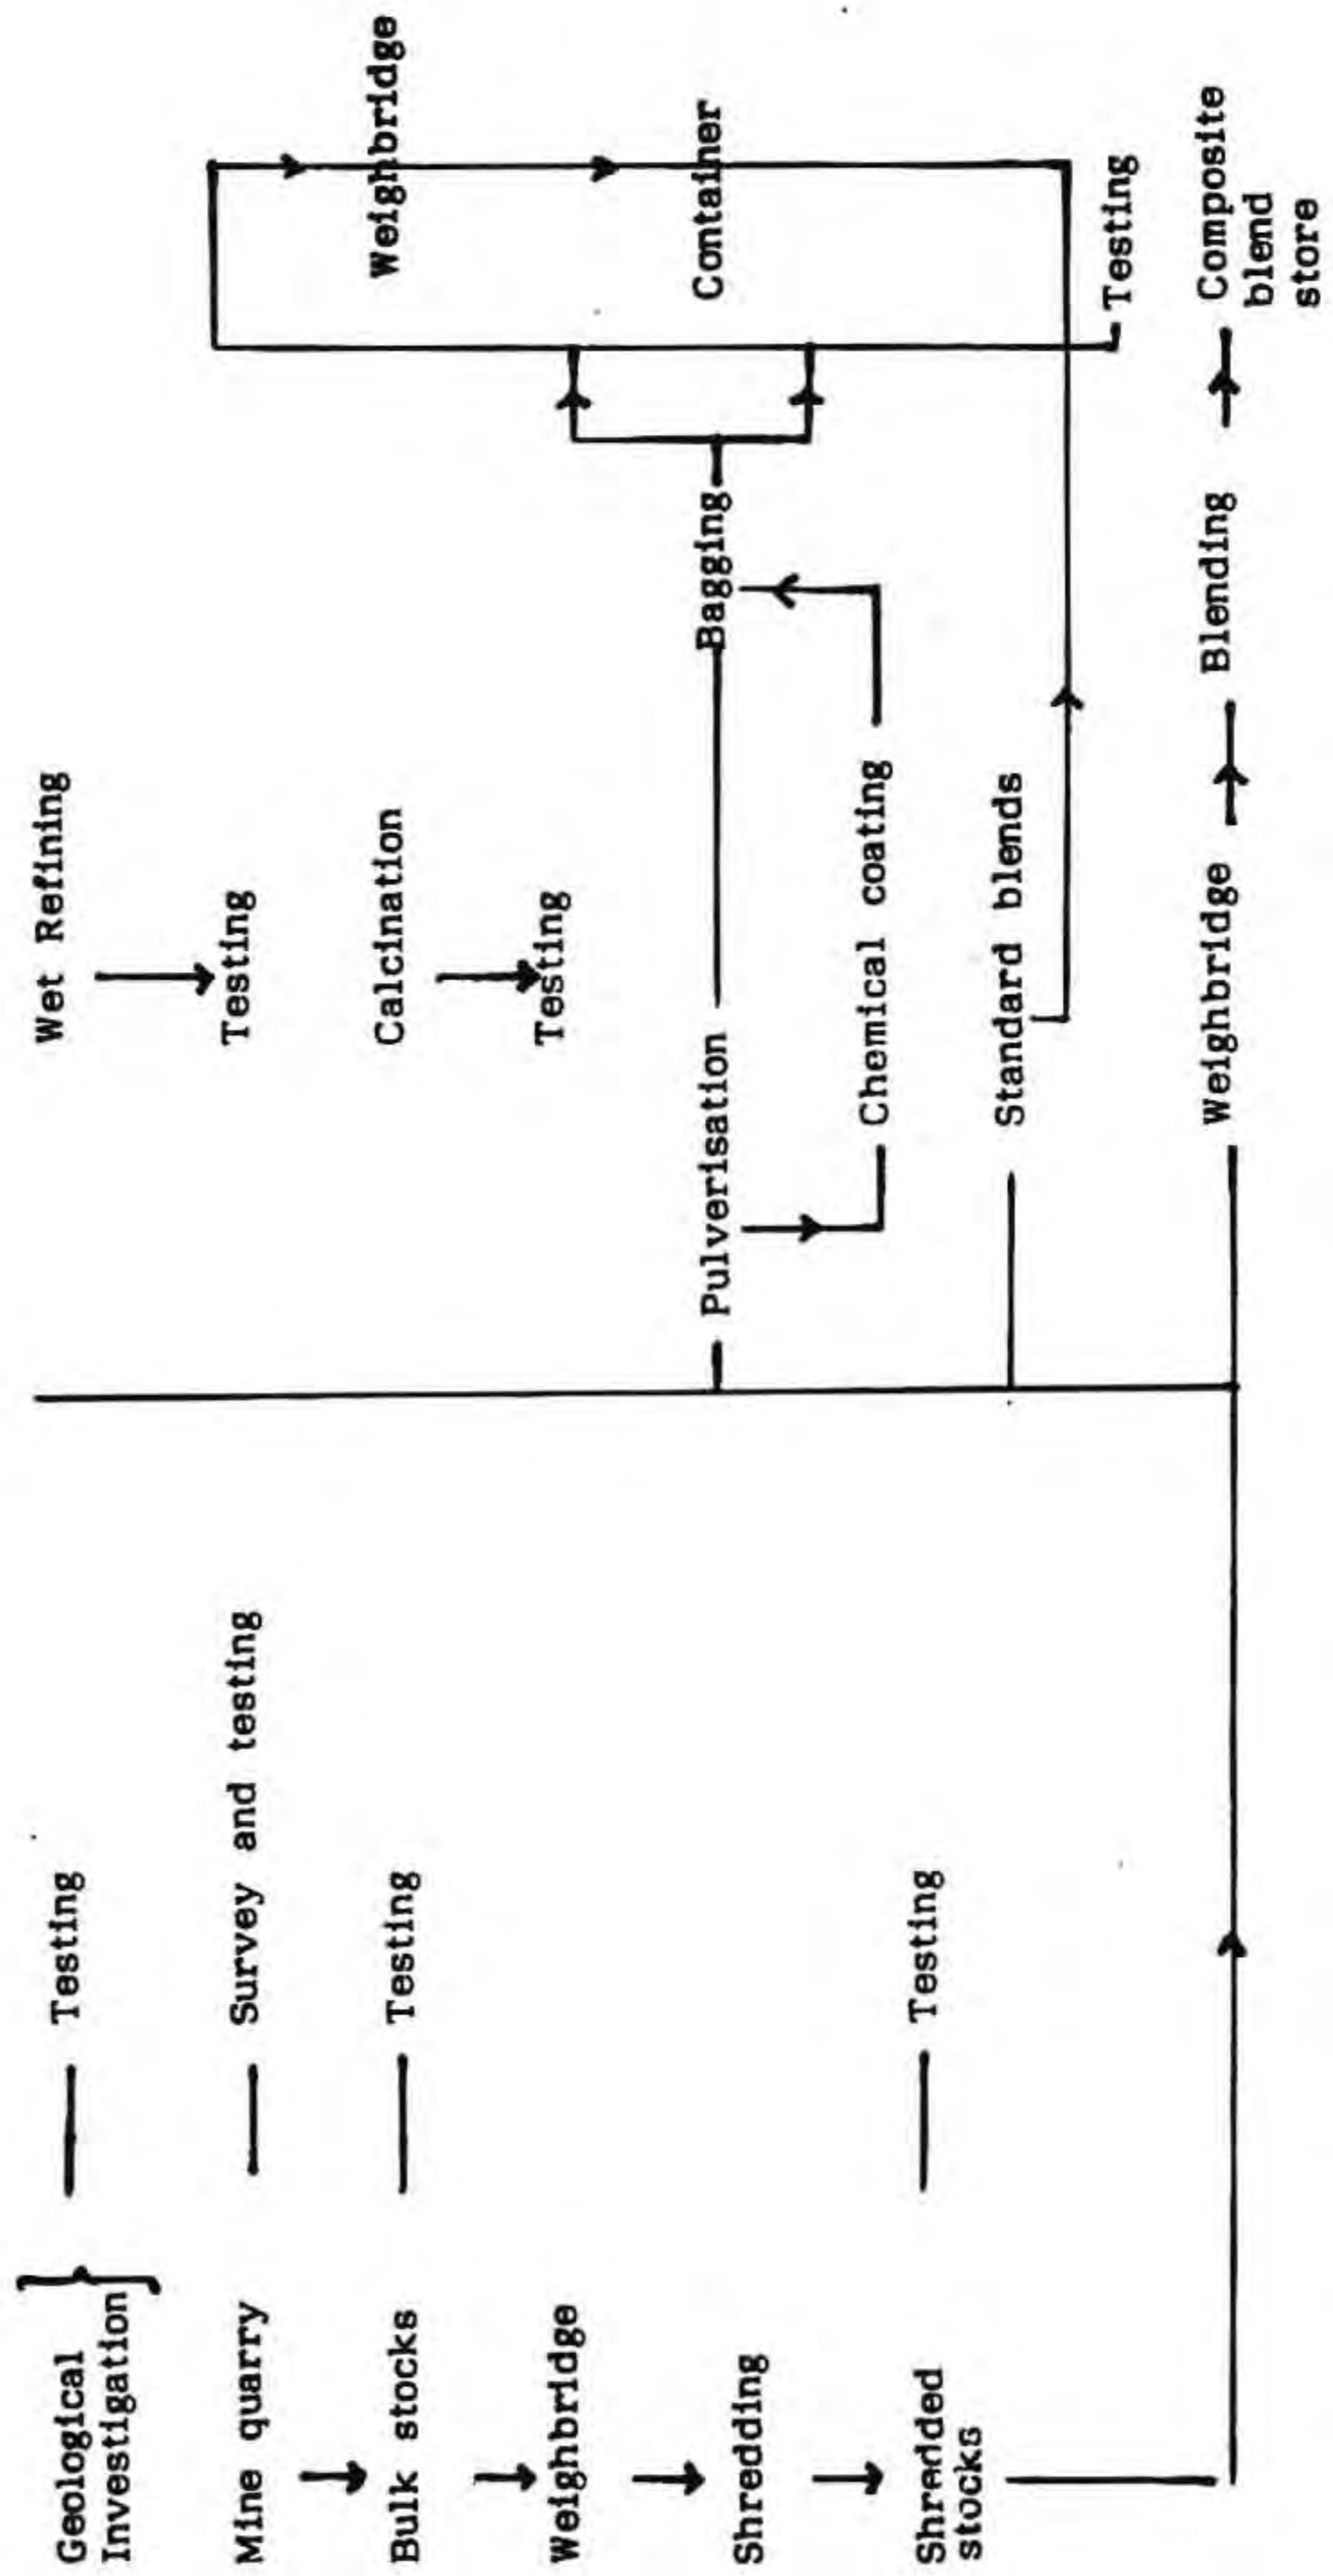 Geological
Investigation
Testing
Mine quarry
Survey and testing
Bulk stocks
Testing
Weighbridge
Shredding
Shredded
stocks
Testing
Wet Refining
Testing
Calcination
Testing
Pulverisation
Bagging
Chemical coating
Standard blends
Weighbridge
Blending
Composite
blend
store
Weighbridge
Container
Testing